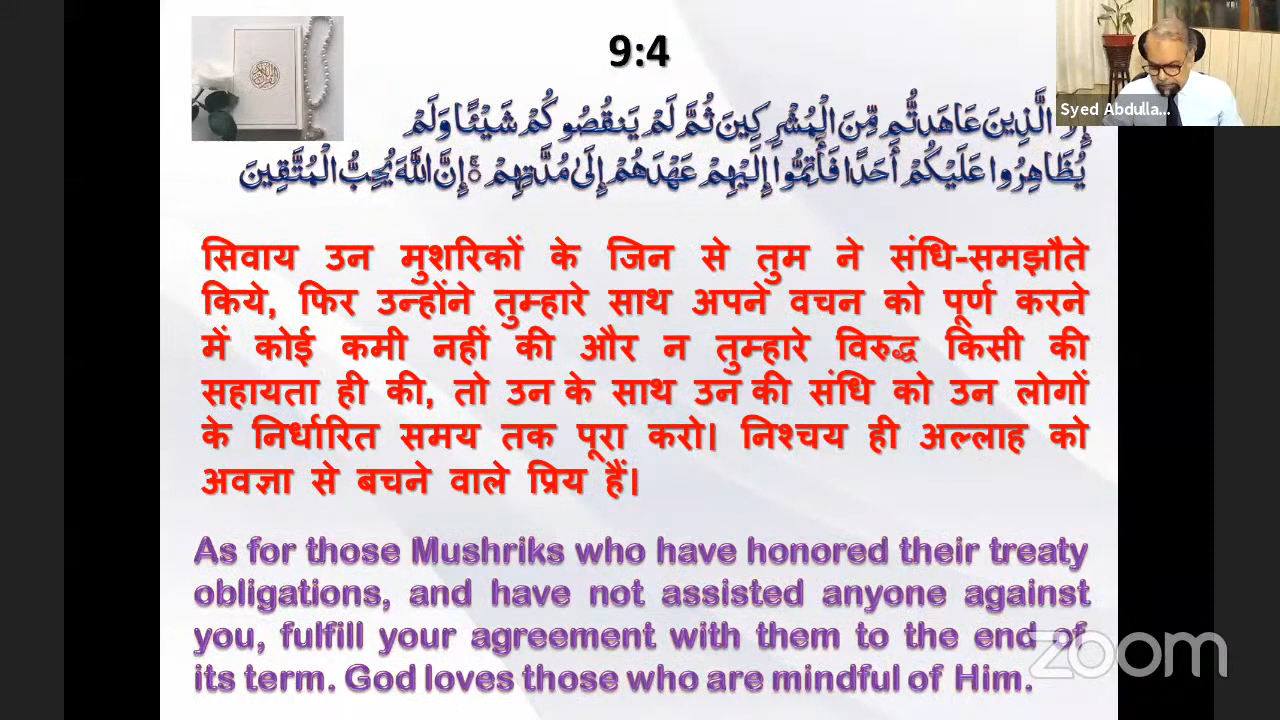 9:4
Syed Abdulla...
إِلَّا الَّذِينَ عَاهَدتُّم مِّنَ الْمُشْرِكِينَ ثُمَّ لَمْ يَنقُصُوكُمْ شَيْئًا وَلَمْ
يُظَاهِرُوا عَلَيْكُمْ أَحَدًا فَأَتِمُّوا إِلَيْهِمْ عَهْدَهُمْ إِلَىٰ مُدَّتِهِمْ ۚ إِنَّ اللَّهَ يُحِبُّ الْمُتَّقِينَ
सिवाय उन मुशरिकों के जिन से तुम ने संधि-समझौते
किये, फिर उन्होंने तुम्हारे साथ अपने वचन को पूर्ण करने
में कोई कमी नहीं की और न तुम्हारे विरुद्ध किसी की
सहायता ही की, तो उन के साथ उन की संधि को उन लोगों
के निर्धारित समय तक पूरा करो। निश्चय ही अल्लाह को
अवज्ञा से बचने वाले प्रिय हैं।
As for those Mushriks who have honored their treaty
obligations, and have not assisted anyone against
you, fulfill your agreement with them to the end of
its term. God loves those who are mindful of Him.
zoom